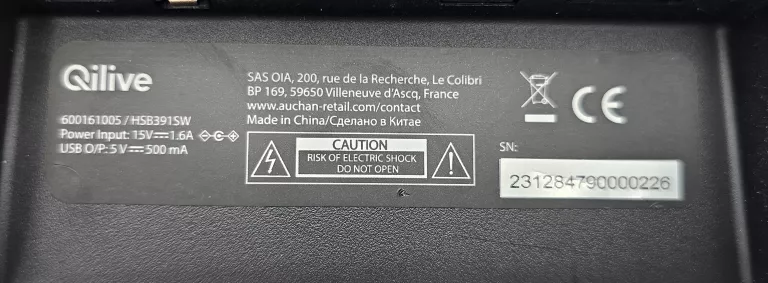 Qilive
600161005 / HSB391SW
Power Input: 15V⎓1.6A
USB O/P: 5 V⎓500 mA
SAS OIA, 200, rue de la Recherche, Le Colibri
BP 169, 59650 Villeneuve d'Ascq, France
www.auchan-retail.com/contact
Made in China/Сделано в Китае
CAUTION
RISK OF ELECTRIC SHOCK
DO NOT OPEN
CE
SN:
231284790000226